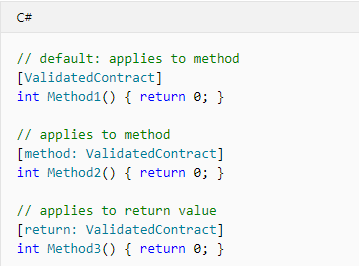 C#
// default: applies to method
[ValidatedContract]
int Method1() { return 0; }
// applies to method
[method: ValidatedContract]
int Method2() { return 0; }
// applies to return value
[return: ValidatedContract]
int Method3() { return 0; }